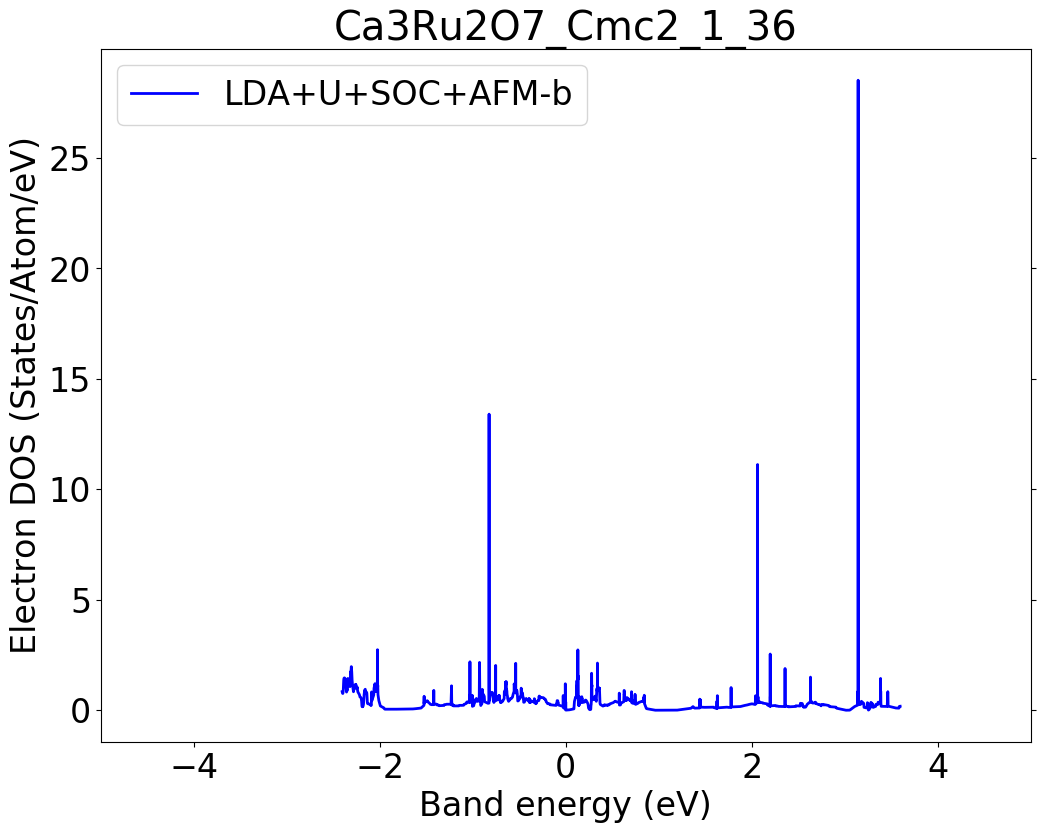 Ca3Ru2O7_Cmc2_1_36
LDA+U+SOC+AFM-b
Electron DOS (States/Atom/eV)
25
20
15
10
5
0
−4 −2 0 2 4
Band energy (eV)